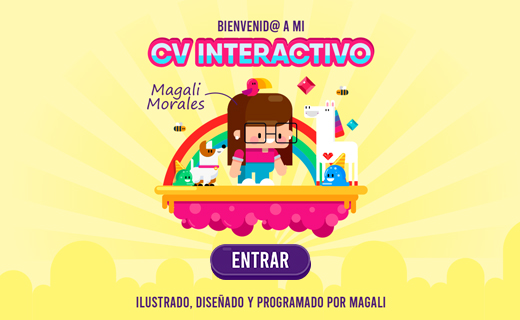 BIENVENID@ A MI
CV INTERACTIVO
Magali
Morales
ENTRAR
ILUSTRADO, DISEÑADO Y PROGRAMADO POR MAGALI